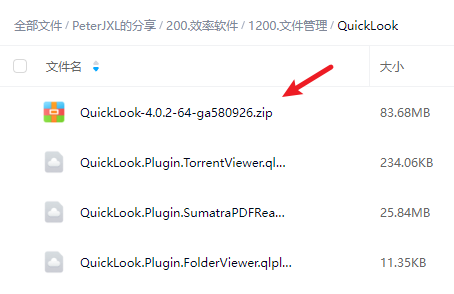 全部文件 / PeterJXL的分享 / 200.效率软件 / 1200.文件管理 / QuickLook
文件名 大小
QuickLook-4.0.2-64-ga580926.zip 83.68MB
QuickLook.Plugin.TorrentViewer.ql... 234.06KB
QuickLook.Plugin.SumatraPDFRea... 25.84MB
QuickLook.Plugin.FolderViewer.qlpl... 11.35KB